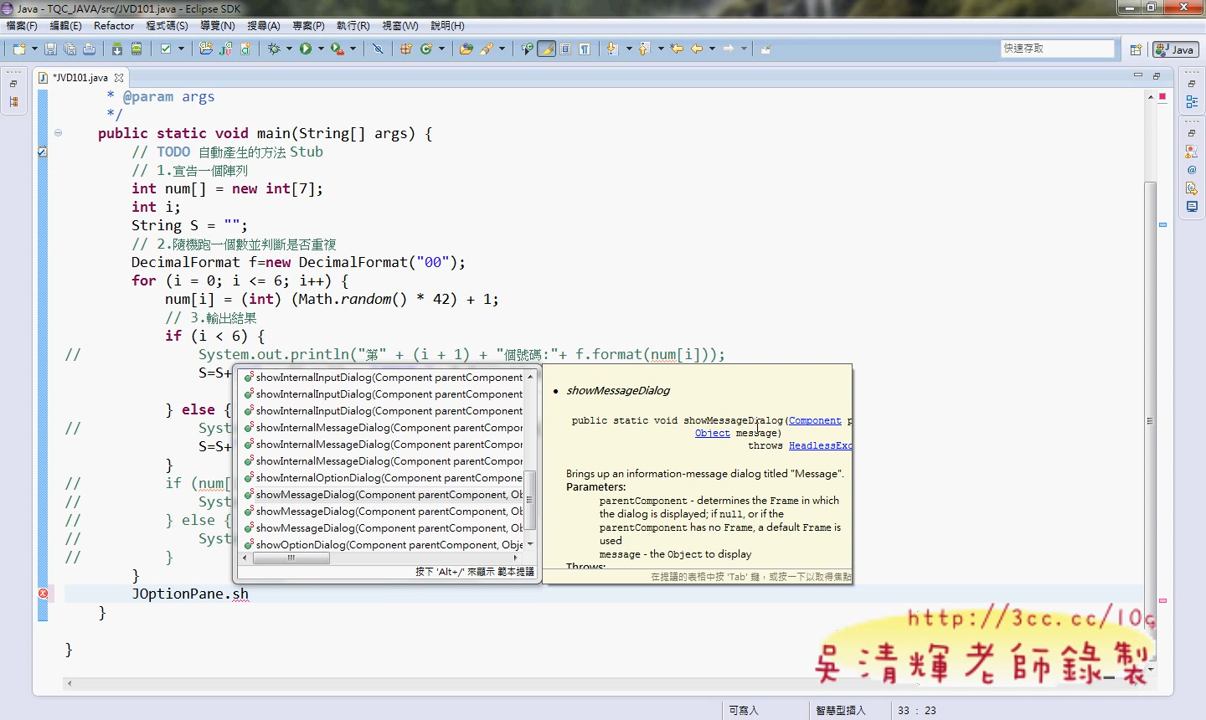 Java - TQC_JAVA/src/JVD101.java - Eclipse SDK
檔案(F) 編輯(E) Refactor 程式碼(S) 導覽(N) 搜尋(A) 專案(P) 執行(R) 視窗(W) 說明(H)
快速存取
Java
*JVD101.java
* @param args
*/
public static void main(String[] args) {
// TODO 自動產生的方法 Stub
// 1.宣告一個陣列
int num[] = new int[7];
int i;
String S = "";
// 2.隨機跑一個數並判斷是否重複
DecimalFormat f=new DecimalFormat("00");
for (i = 0; i <= 6; i++) {
num[i] = (int) (Math.random() * 42) + 1;
// 3.輸出結果
if (i < 6) {
// System.out.println("第" + (i + 1) + "個號碼:"+ f.format(num[i]));
S=S+
} else {
// Syst
S=S+
}
// if (num[
// Syst
// } else {
// Syst
// }
}
JOptionPane.sh
}
}
showInternalInputDialog(Component parentComponent
showInternalInputDialog(Component parentComponent
showInternalInputDialog(Component parentComponent
showInternalMessageDialog(Component parentCompon
showInternalMessageDialog(Component parentCompon
showInternalMessageDialog(Component parentCompo
showInternalOptionDialog(Component parentComponen
showMessageDialog(Component parentComponent, Ob
showMessageDialog(Component parentComponent, Ob
showMessageDialog(Component parentComponent, Ob
showOptionDialog(Component parentComponent, Obje
按下 'Alt+/' 來顯示 範本提議
• showMessageDialog
public static void showMessageDialog(Component p
Object message)
throws HeadlessExc
Brings up an information-message dialog titled "Message".
Parameters:
parentComponent - determines the Frame in which
the dialog is displayed; if null, or if the
parentComponent has no Frame, a default Frame is
used
message - the Object to display
Throws:
在提議的表格中按 'Tab' 鍵，或按一下以取得焦點
http://3cc.cc/10
吳清輝老師錄製
可寫入 智慧型插入 33 : 23